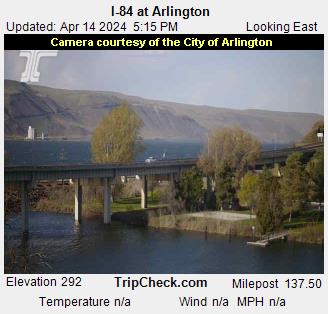 I-84 at Arlington
Updated: Apr 14 2024 5:15 PM Looking East
Camera courtesy of the City of Arlington
Elevation 292 TripCheck.com Milepost 137.50
Temperature n/a Wind n/a MPH n/a